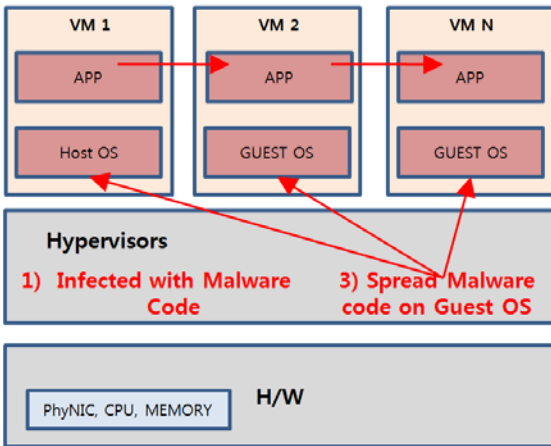 VM 1
VM 2
VM N
APP
APP
APP
Host OS
GUEST OS
GUEST OS
Hypervisors
1) Infected with Malware
Code
3) Spread Malware
code on Guest OS
H/W
PhyNIC, CPU, MEMORY